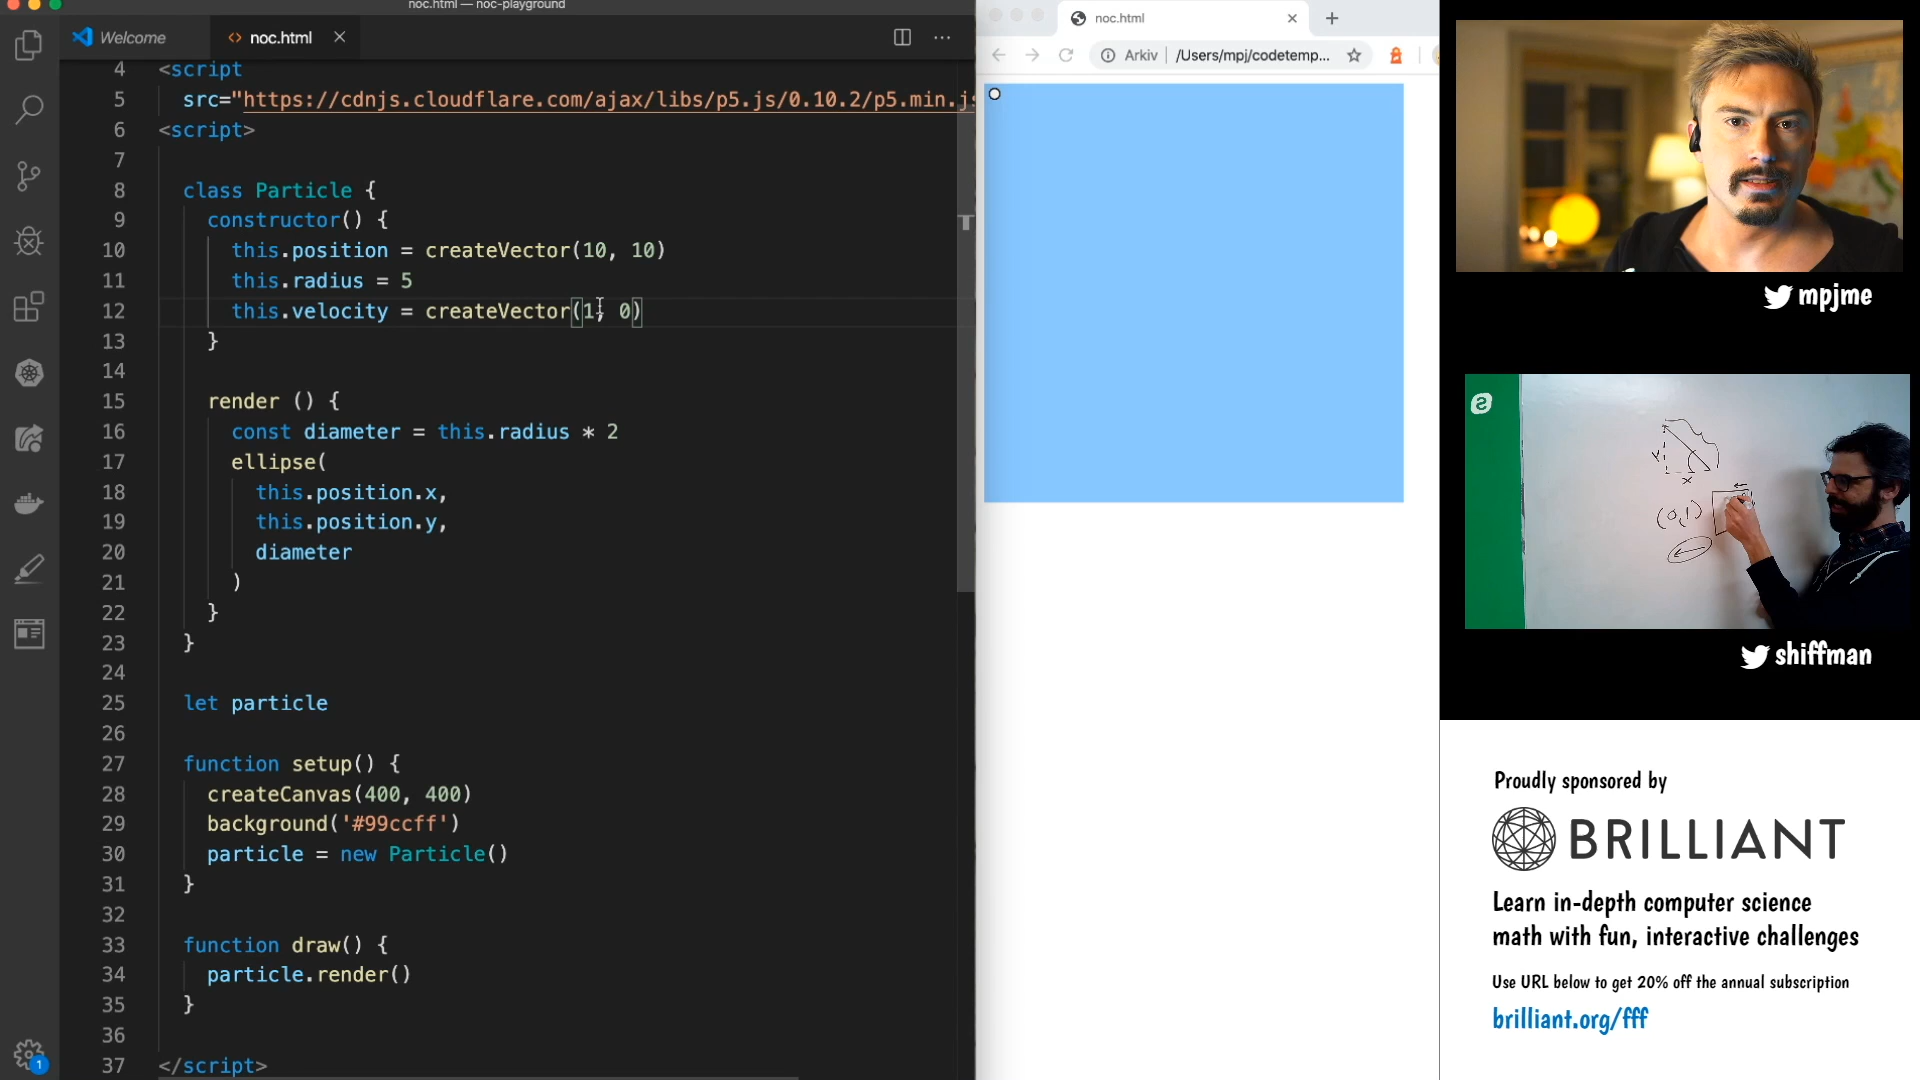 noc.html — noc-playground
Welcome
<> noc.html
4 <script
5 src="https://cdnjs.cloudflare.com/ajax/libs/p5.js/0.10.2/p5.min.js
6 <script>
7
8 class Particle {
9 constructor() {
10 this.position = createVector(10, 10)
11 this.radius = 5
12 this.velocity = createVector(1, 0)
13 }
14
15 render () {
16 const diameter = this.radius * 2
17 ellipse(
18 this.position.x,
19 this.position.y,
20 diameter
21 )
22 }
23 }
24
25 let particle
26
27 function setup() {
28 createCanvas(400, 400)
29 background('#99ccff')
30 particle = new Particle()
31 }
32
33 function draw() {
34 particle.render()
35 }
36
37 </script>
1
noc.html
Arkiv | /Users/mpj/codetemp...
mpjme
y
x
(0,1)
shiffman
Proudly sponsored by
BRILLIANT
Learn in-depth computer science
math with fun, interactive challenges
Use URL below to get 20% off the annual subscription
brilliant.org/fff